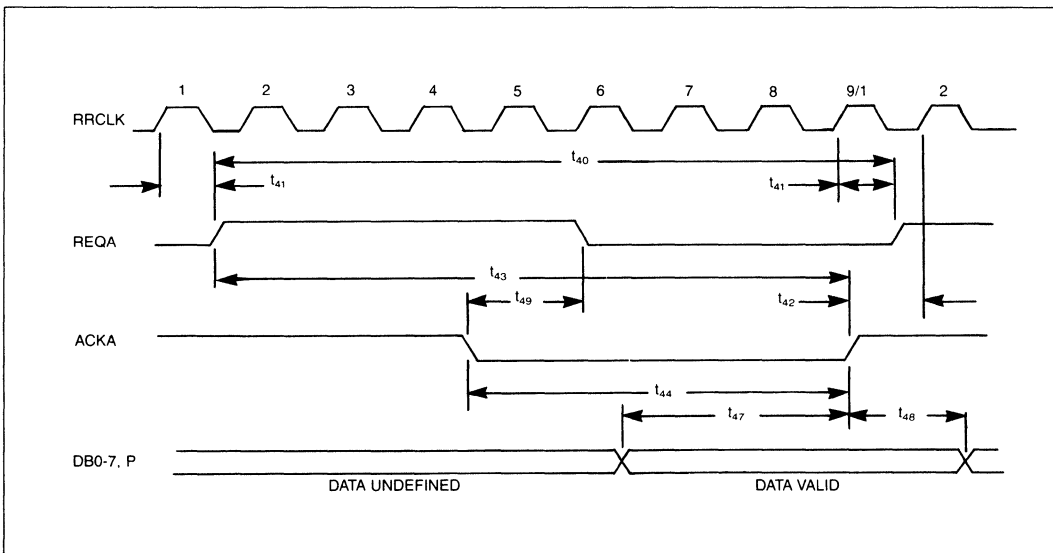 1 2 3 4 5 6 7 8 9/1 2
RRCLK
t40
t41 t41
REQA
t43
t49 t42
ACKA
t44
t47 t48
DB0-7, P
DATA UNDEFINED DATA VALID